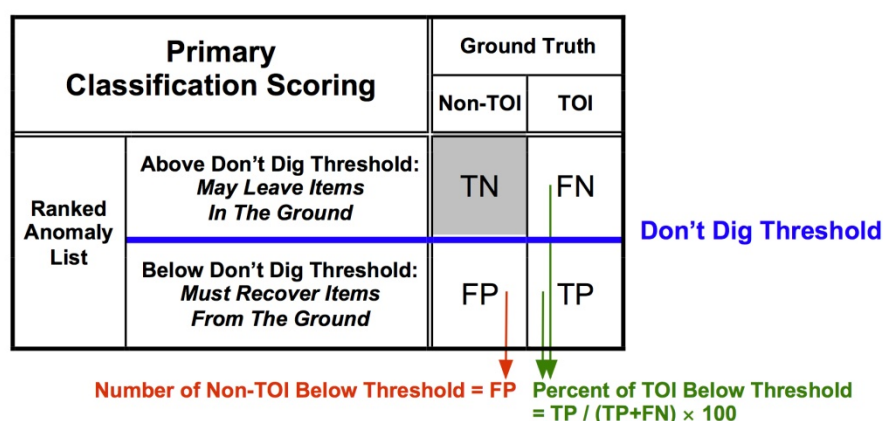 Primary
Classification Scoring
Ground Truth
Non-TOI
TOI
Ranked
Anomaly
List
Above Don't Dig Threshold:
May Leave Items
In The Ground
TN
FN
Don't Dig Threshold
Below Don't Dig Threshold:
Must Recover Items
From The Ground
FP
TP
Number of Non-TOI Below Threshold = FP
Percent of TOI Below Threshold
= TP / (TP+FN) × 100